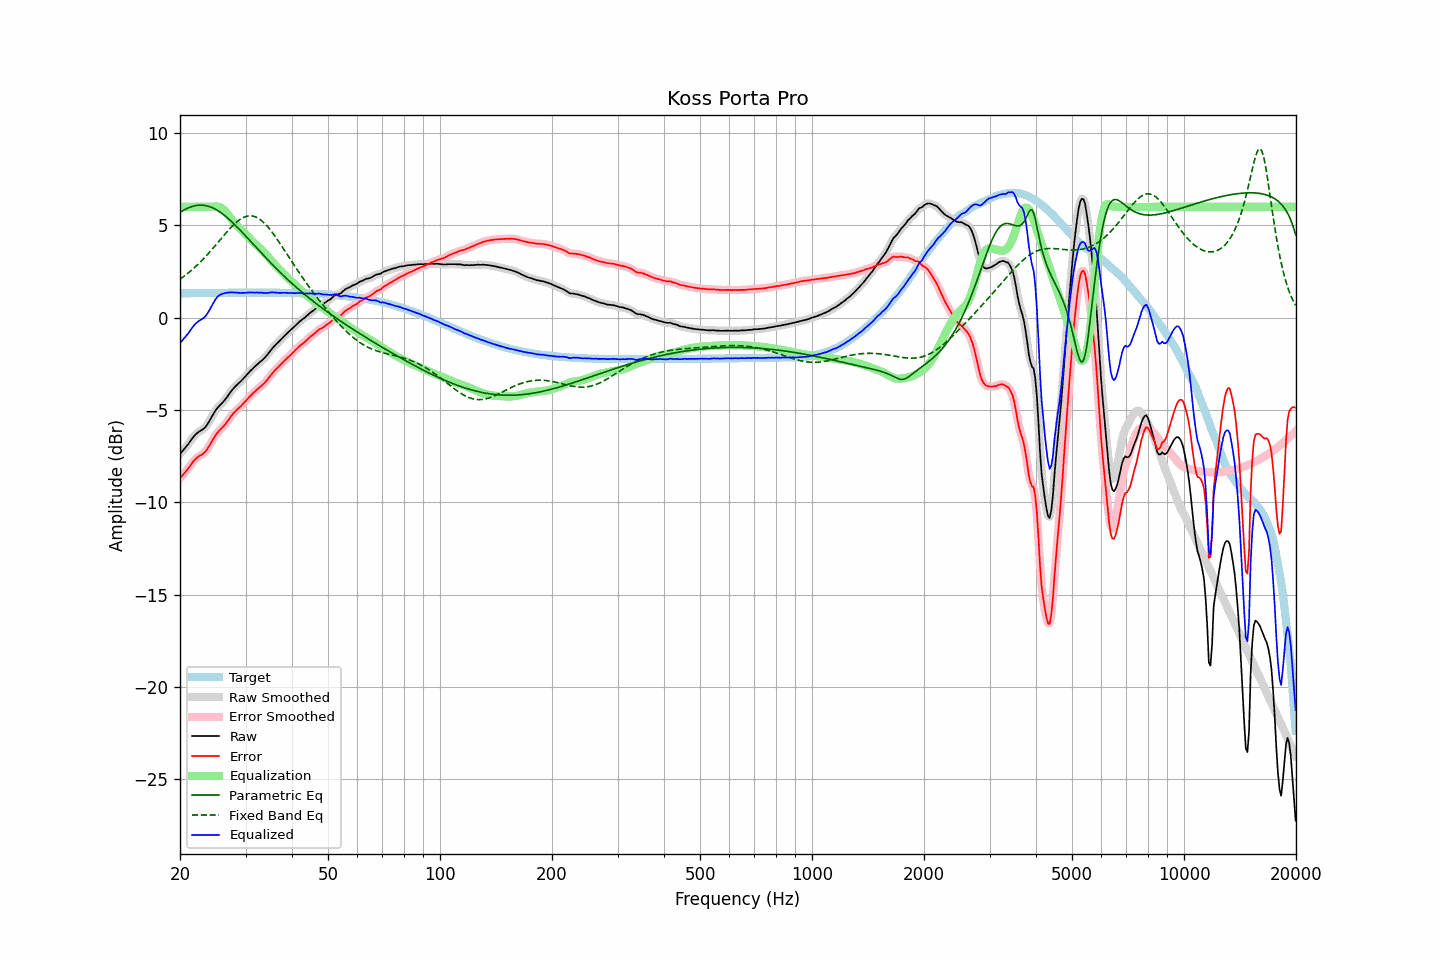 Koss Porta Pro
Amplitude (dBr)
10
5
0
−5
−10
−15
−20
−25
Target
Raw Smoothed
Error Smoothed
Raw
Error
Equalization
Parametric Eq
Fixed Band Eq
Equalized
20 50 100 200 500 1000 2000 5000 10000 20000
Frequency (Hz)